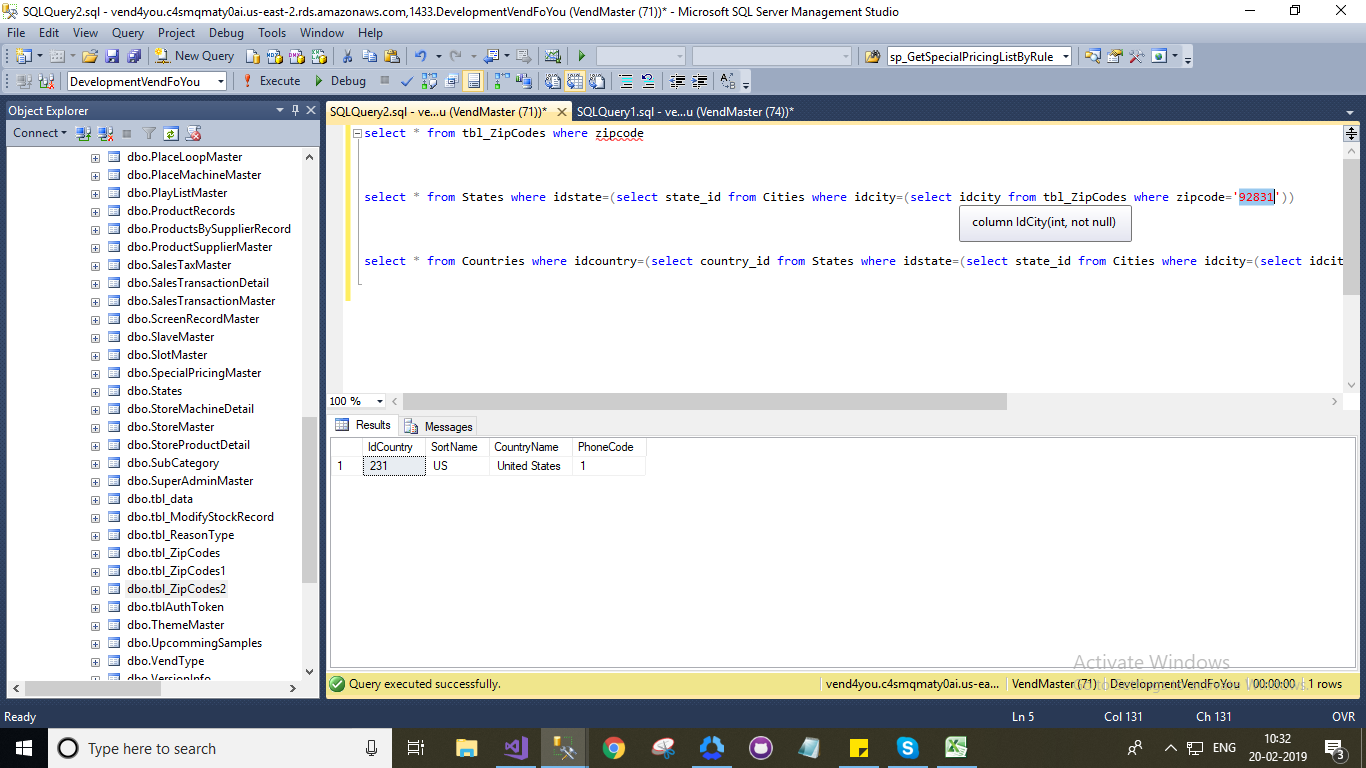 SQLQuery2.sql - vend4you.c4smqmaty0ai.us-east-2.rds.amazonaws.com,1433.DevelopmentVendFoYou (VendMaster (71))* - Microsoft SQL Server Management Studio
File Edit View Query Project Debug Tools Window Help
New Query sp_GetSpecialPricingListByRule
DevelopmentVendFoYou Execute Debug
Object Explorer
Connect
dbo.PlaceLoopMaster
dbo.PlaceMachineMaster
dbo.PlayListMaster
dbo.ProductRecords
dbo.ProductsBySupplierRecord
dbo.ProductSupplierMaster
dbo.SalesTaxMaster
dbo.SalesTransactionDetail
dbo.SalesTransactionMaster
dbo.ScreenRecordMaster
dbo.SlaveMaster
dbo.SlotMaster
dbo.SpecialPricingMaster
dbo.States
dbo.StoreMachineDetail
dbo.StoreMaster
dbo.StoreProductDetail
dbo.SubCategory
dbo.SuperAdminMaster
dbo.tbl_data
dbo.tbl_ModifyStockRecord
dbo.tbl_ReasonType
dbo.tbl_ZipCodes
dbo.tbl_ZipCodes1
dbo.tbl_ZipCodes2
dbo.tblAuthToken
dbo.ThemeMaster
dbo.UpcommingSamples
dbo.VendType
dbo.VersionInfo
SQLQuery2.sql - ve...u (VendMaster (71))* SQLQuery1.sql - ve...u (VendMaster (74))*
select * from tbl_ZipCodes where zipcode
select * from States where idstate=(select state_id from Cities where idcity=(select idcity from tbl_ZipCodes where zipcode='92831'))
column IdCity(int, not null)
select * from Countries where idcountry=(select country_id from States where idstate=(select state_id from Cities where idcity=(select idcit
100 %
Results Messages
IdCountry SortName CountryName PhoneCode
1 231 US United States 1
Activate Windows
Go to Settings to activate Windows.
Query executed successfully. vend4you.c4smqmaty0ai.us-ea... VendMaster (71) DevelopmentVendFoYou 00:00:00 1 rows
Ready Ln 5 Col 131 Ch 131 OVR
Type here to search ENG 10:32
20-02-2019
3